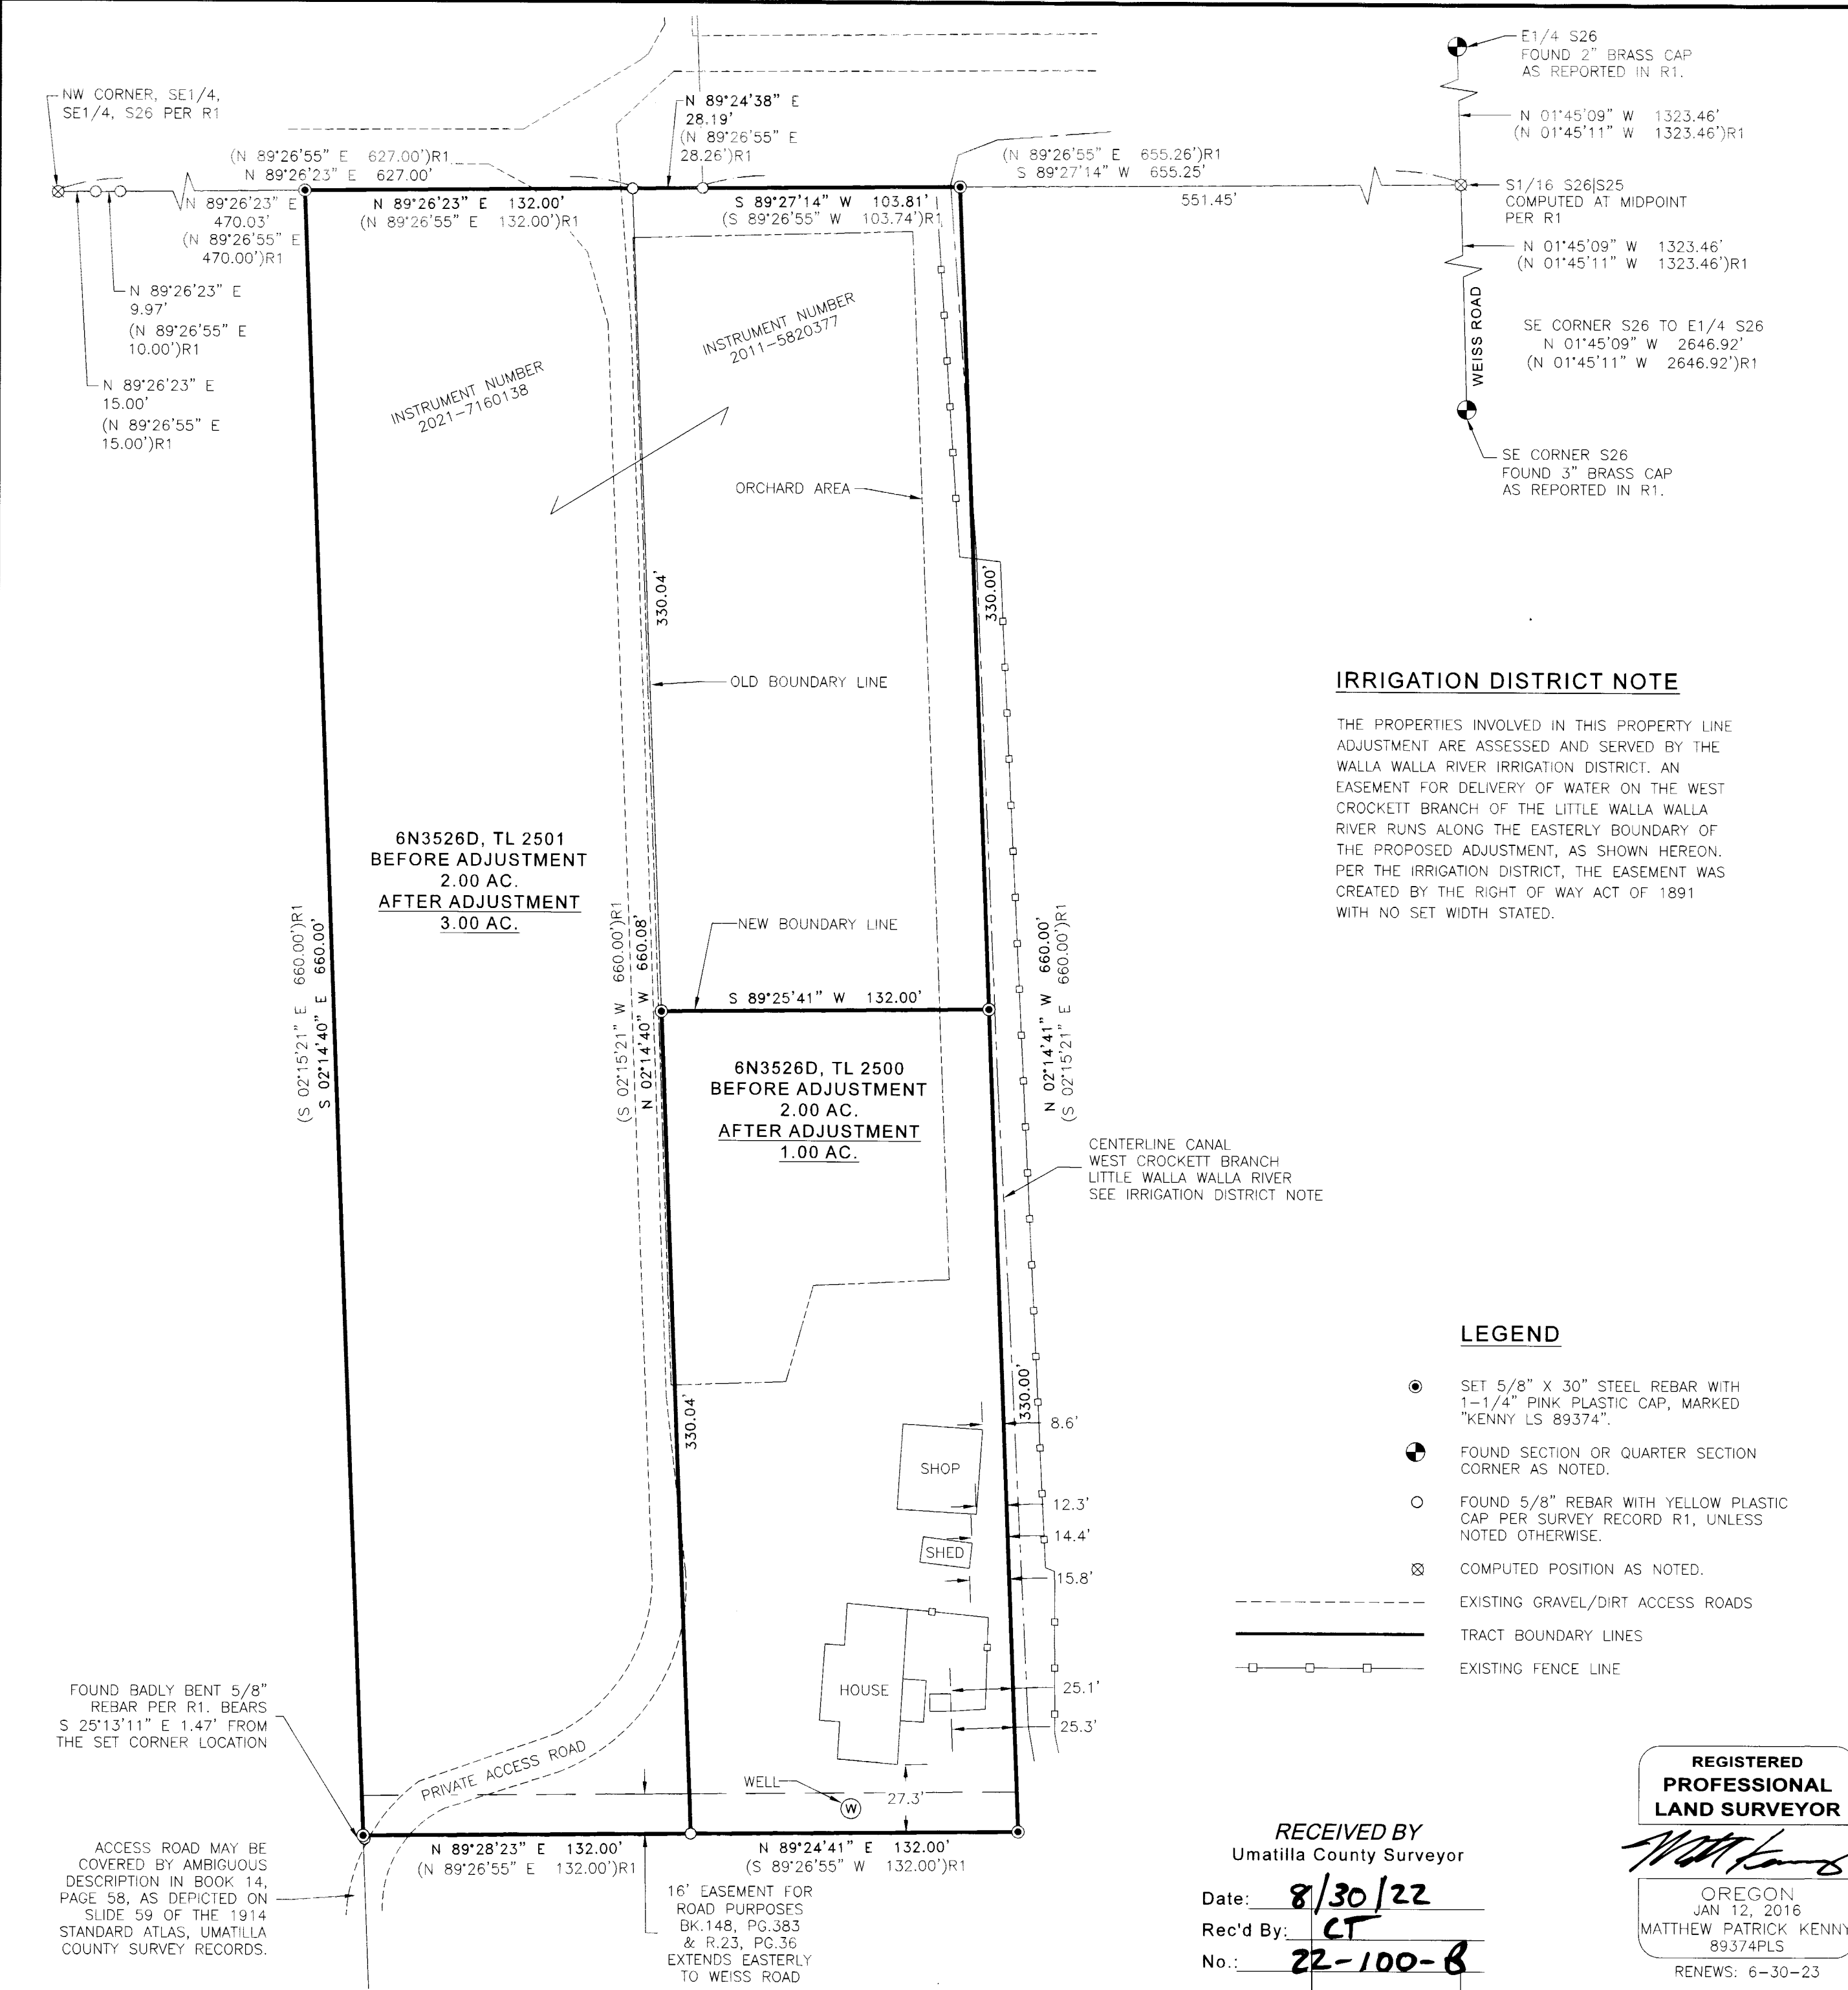 NW CORNER, SE1/4,
SE1/4, S26 PER R1
(N 89°26'55" E 627.00')R1
N 89°26'23" E 627.00'
N 89°24'38" E
28.19'
(N 89°26'55" E
28.26')R1
(N 89°26'55" E 655.26')R1
S 89°27'14" W 655.25'
551.45'
E1/4 S26
FOUND 2" BRASS CAP
AS REPORTED IN R1.
N 01°45'09" W 1323.46'
(N 01°45'11" W 1323.46')R1
S1/16 S26|S25
COMPUTED AT MIDPOINT
PER R1
N 01°45'09" W 1323.46'
(N 01°45'11" W 1323.46')R1
WEISS ROAD
SE CORNER S26 TO E1/4 S26
N 01°45'09" W 2646.92'
(N 01°45'11" W 2646.92')R1
SE CORNER S26
FOUND 3" BRASS CAP
AS REPORTED IN R1.
N 89°26'23" E
470.03'
(N 89°26'55" E
470.00')R1
N 89°26'23" E 132.00'
(N 89°26'55" E 132.00')R1
S 89°27'14" W 103.81'
(S 89°26'55" W 103.74')R1
N 89°26'23" E
9.97'
(N 89°26'55" E
10.00')R1
N 89°26'23" E
15.00'
(N 89°26'55" E
15.00')R1
INSTRUMENT NUMBER
2021-7160138
INSTRUMENT NUMBER
2011-5820377
ORCHARD AREA
330.04'
330.00'
OLD BOUNDARY LINE
IRRIGATION DISTRICT NOTE
THE PROPERTIES INVOLVED IN THIS PROPERTY LINE
ADJUSTMENT ARE ASSESSED AND SERVED BY THE
WALLA WALLA RIVER IRRIGATION DISTRICT. AN
EASEMENT FOR DELIVERY OF WATER ON THE WEST
CROCKETT BRANCH OF THE LITTLE WALLA WALLA
RIVER RUNS ALONG THE EASTERLY BOUNDARY OF
THE PROPOSED ADJUSTMENT, AS SHOWN HEREON.
PER THE IRRIGATION DISTRICT, THE EASEMENT WAS
CREATED BY THE RIGHT OF WAY ACT OF 1891
WITH NO SET WIDTH STATED.
6N3526D, TL 2501
BEFORE ADJUSTMENT
2.00 AC.
AFTER ADJUSTMENT
3.00 AC.
NEW BOUNDARY LINE
(S 02°15'21" E 660.00')R1
S 02°14'40" E 660.00'
(S 02°15'21" W 660.00')R1
N 02°14'40" W 660.08'
S 89°25'41" W 132.00'
N 02°14'41" W 660.00'
(S 02°15'21" E 660.00')R1
6N3526D, TL 2500
BEFORE ADJUSTMENT
2.00 AC.
AFTER ADJUSTMENT
1.00 AC.
CENTERLINE CANAL
WEST CROCKETT BRANCH
LITTLE WALLA WALLA RIVER
SEE IRRIGATION DISTRICT NOTE
330.04'
330.00'
8.6'
SHOP
12.3'
14.4'
SHED
15.8'
HOUSE
25.1'
25.3'
LEGEND
SET 5/8" X 30" STEEL REBAR WITH
1-1/4" PINK PLASTIC CAP, MARKED
"KENNY LS 89374".
FOUND SECTION OR QUARTER SECTION
CORNER AS NOTED.
FOUND 5/8" REBAR WITH YELLOW PLASTIC
CAP PER SURVEY RECORD R1, UNLESS
NOTED OTHERWISE.
COMPUTED POSITION AS NOTED.
EXISTING GRAVEL/DIRT ACCESS ROADS
TRACT BOUNDARY LINES
EXISTING FENCE LINE
FOUND BADLY BENT 5/8"
REBAR PER R1. BEARS
S 25°13'11" E 1.47' FROM
THE SET CORNER LOCATION
PRIVATE ACCESS ROAD
WELL
W
27.3'
ACCESS ROAD MAY BE
COVERED BY AMBIGUOUS
DESCRIPTION IN BOOK 14,
PAGE 58, AS DEPICTED ON
SLIDE 59 OF THE 1914
STANDARD ATLAS, UMATILLA
COUNTY SURVEY RECORDS.
N 89°28'23" E 132.00'
(N 89°26'55" E 132.00')R1
N 89°24'41" E 132.00'
(S 89°26'55" W 132.00')R1
16' EASEMENT FOR
ROAD PURPOSES
BK.148, PG.383
& R.23, PG.36
EXTENDS EASTERLY
TO WEISS ROAD
RECEIVED BY
Umatilla County Surveyor
Date: 8/30/22
Rec'd By: CT
No.: 22-100-B
REGISTERED
PROFESSIONAL
LAND SURVEYOR
OREGON
JAN 12, 2016
MATTHEW PATRICK KENNY
89374PLS
RENEWS: 6-30-23